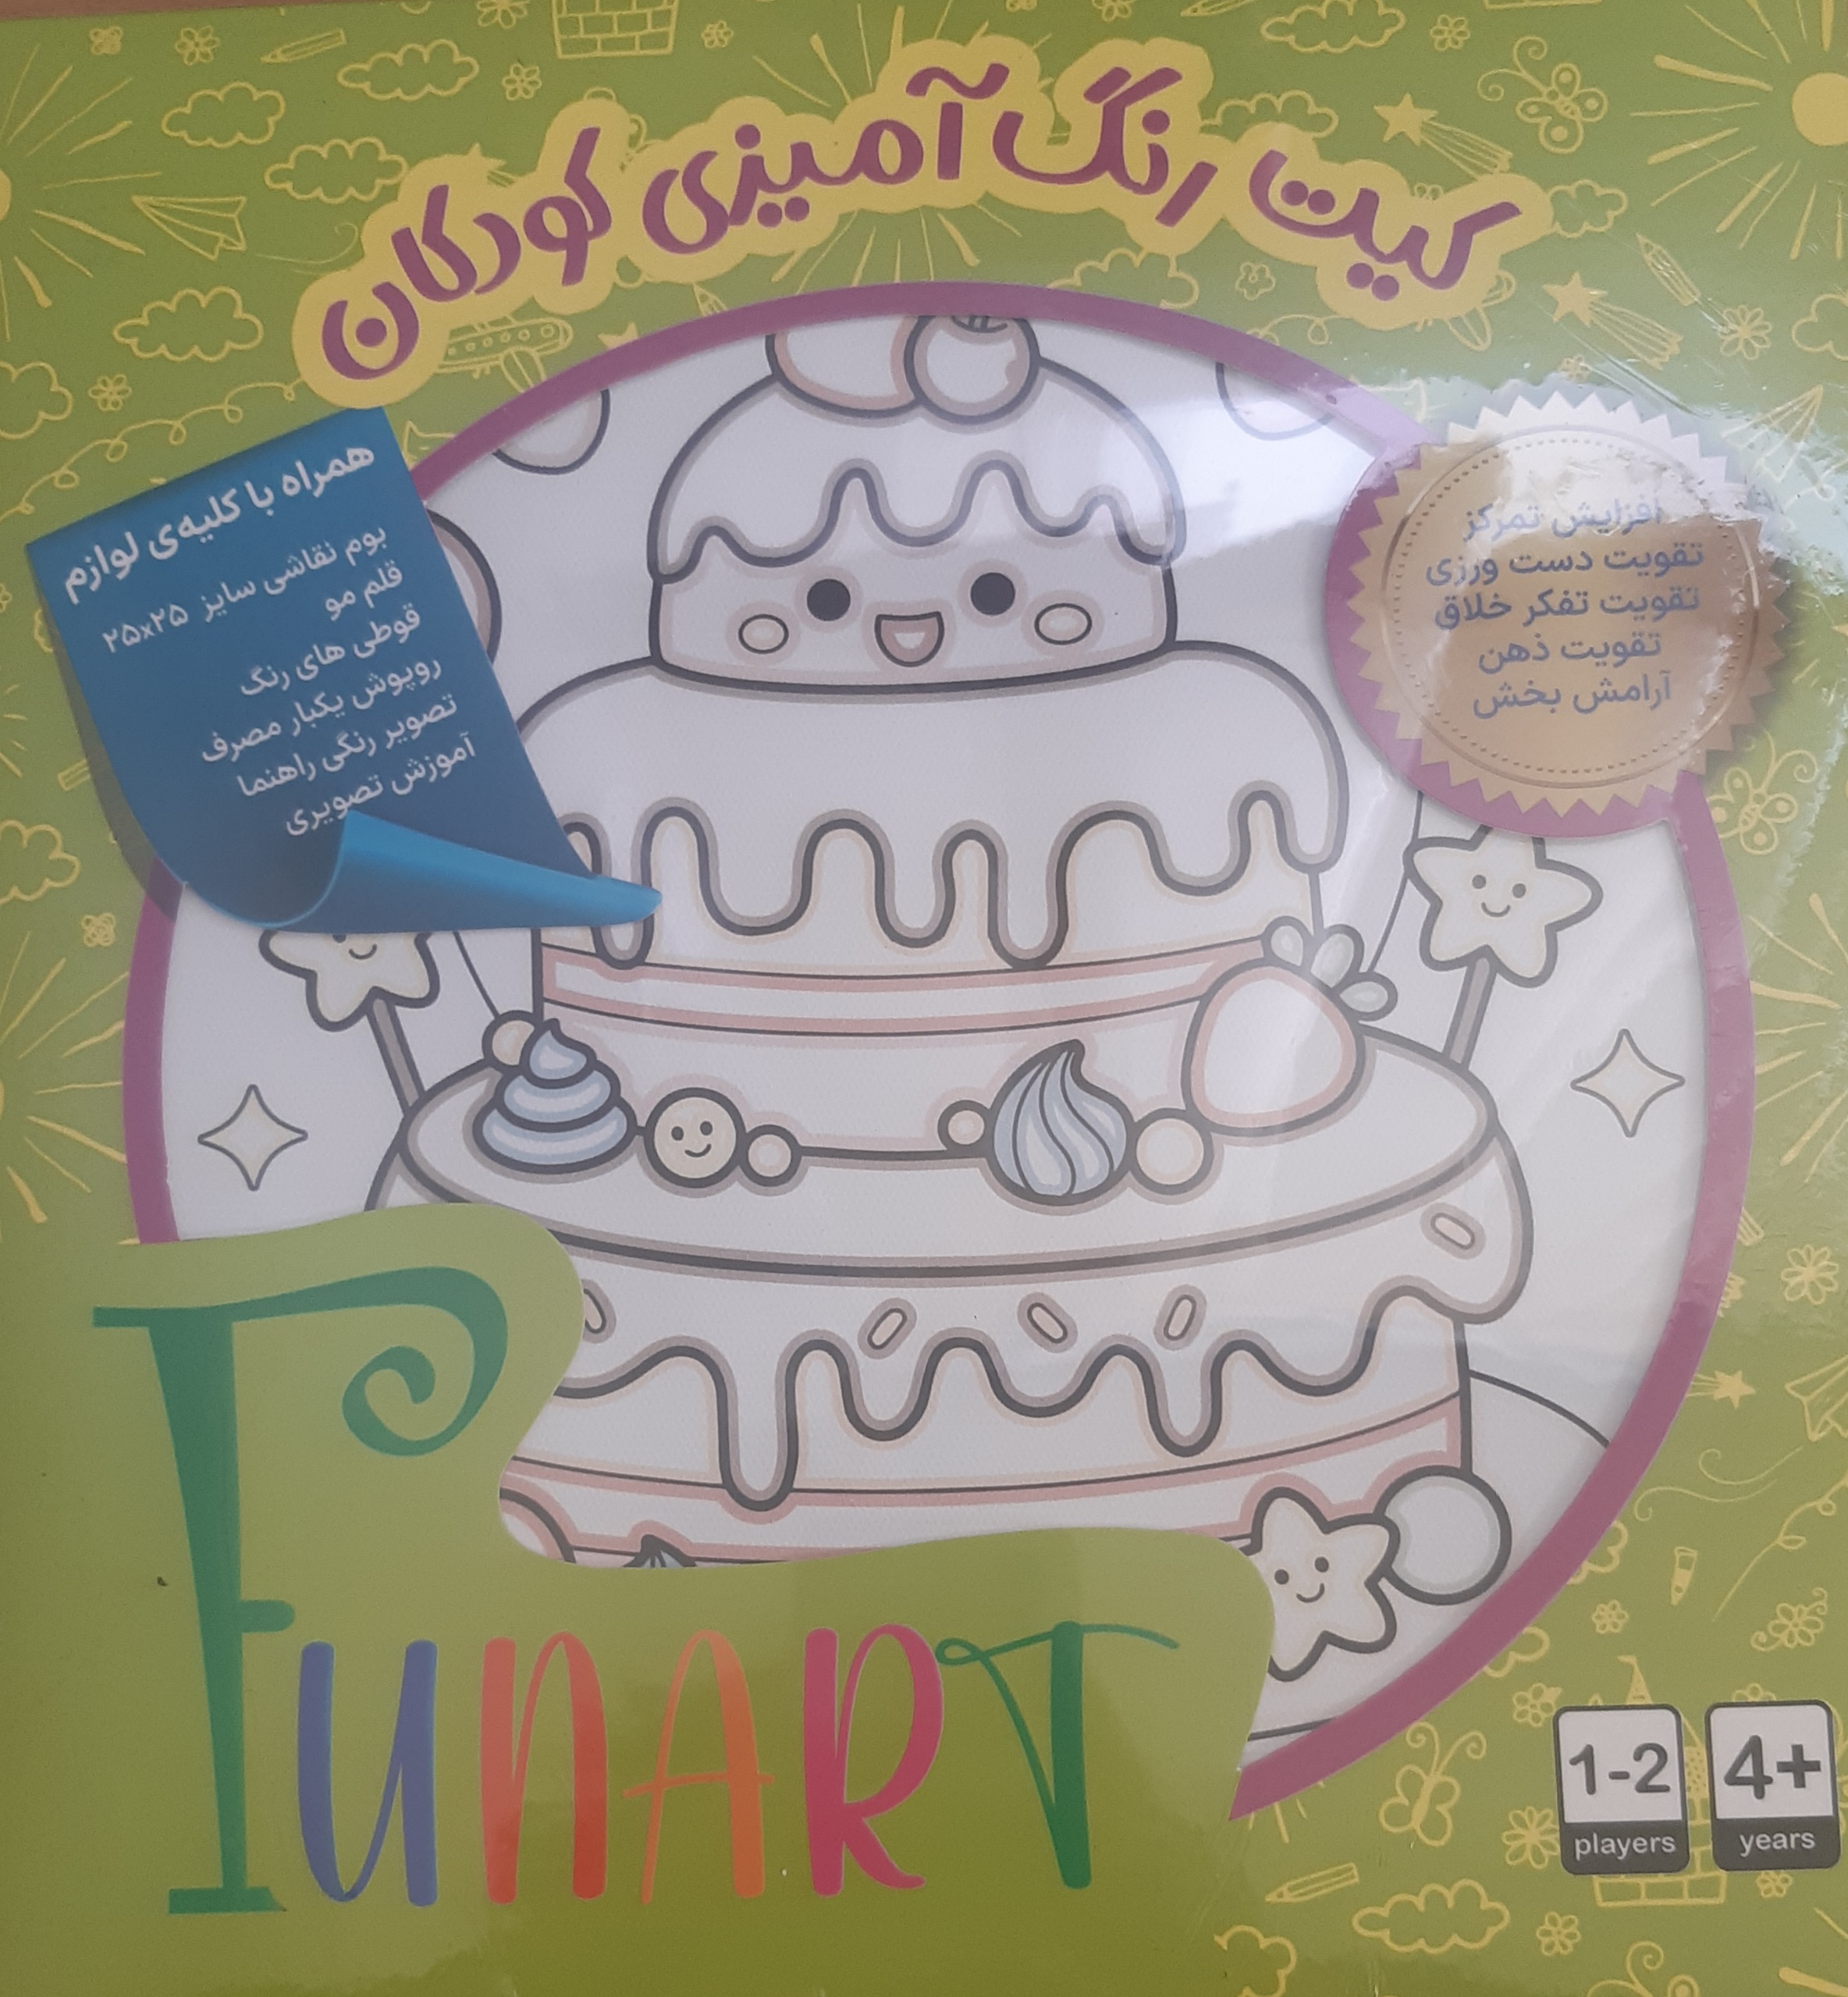 کیت رنگ آمیزی کودکان
همراه با کلیه‌ی لوازم
بوم نقاشی سایز ۲۵x۲۵
قلم مو
قوطی های رنگ
روپوش یکبار مصرف
تصویر رنگی راهنما
آموزش تصویری
افزایش تمرکز
تقویت دست ورزی
تقویت تفکر خلاق
تقویت ذهن
آرامش بخش
FUNART
1-2
players
4+
years